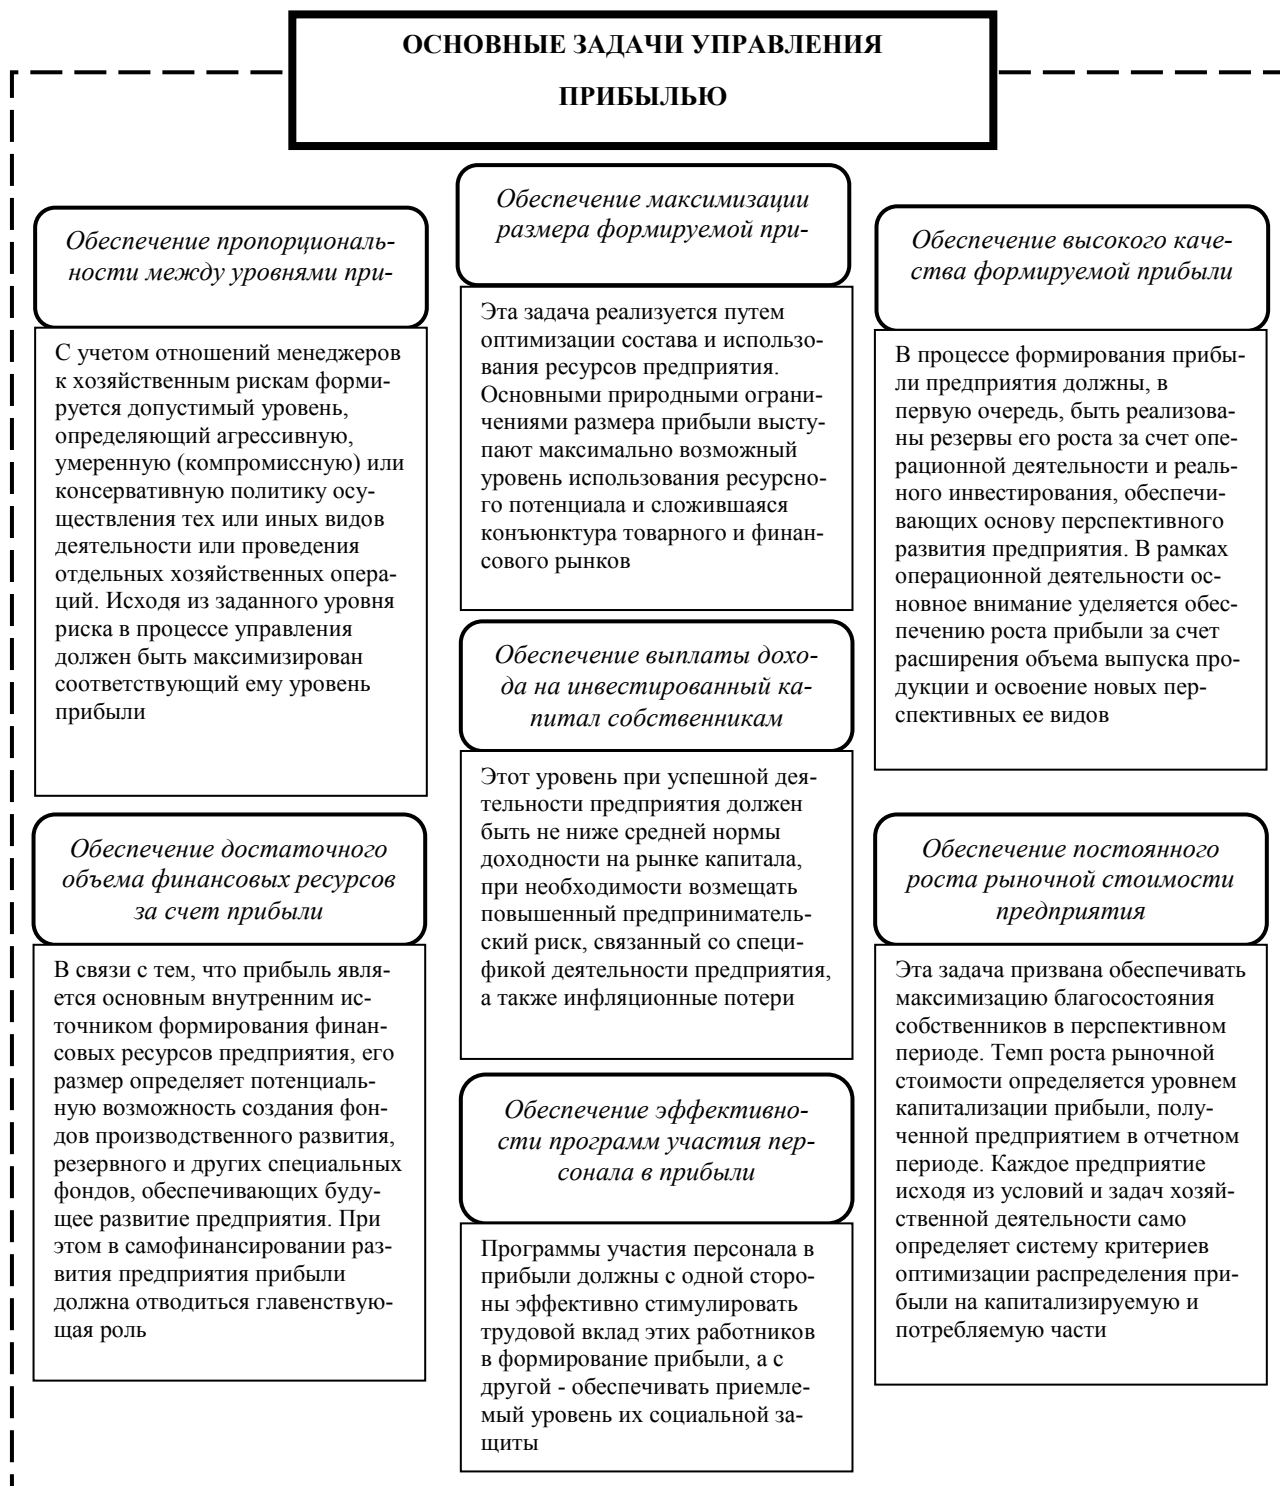 ОСНОВНЫЕ ЗАДАЧИ УПРАВЛЕНИЯ
ПРИБЫЛЬЮ
Обеспечение пропорциональ-
ности между уровнями при-
С учетом отношений менеджеров
к хозяйственным рискам форми-
руется допустимый уровень,
определяющий агрессивную,
умеренную (компромиссную) или
консервативную политику осу-
ществления тех или иных видов
деятельности или проведения
отдельных хозяйственных опера-
ций. Исходя из заданного уровня
риска в процессе управления
должен быть максимизирован
соответствующий ему уровень
прибыли
Обеспечение достаточного
объема финансовых ресурсов
за счет прибыли
В связи с тем, что прибыль явля-
ется основным внутренним ис-
точником формирования финан-
совых ресурсов предприятия, его
размер определяет потенциаль-
ную возможность создания фон-
дов производственного развития,
резервного и других специальных
фондов, обеспечивающих буду-
щее развитие предприятия. При
этом в самофинансировании раз-
вития предприятия прибыли
должна отводиться главенствую-
щая роль
Обеспечение максимизации
размера формируемой при-
Эта задача реализуется путем
оптимизации состава и использо-
вания ресурсов предприятия.
Основными природными ограни-
чениями размера прибыли высту-
пают максимально возможный
уровень использования ресурсно-
го потенциала и сложившаяся
конъюнктура товарного и финан-
сового рынков
Обеспечение выплаты дохо-
да на инвестированный ка-
питал собственникам
Этот уровень при успешной дея-
тельности предприятия должен
быть не ниже средней нормы
доходности на рынке капитала,
при необходимости возмещать
повышенный предприниматель-
ский риск, связанный со специ-
фикой деятельности предприятия,
а также инфляционные потери
Обеспечение эффективно-
сти программ участия пер-
сонала в прибыли
Программы участия персонала в
прибыли должны с одной сторо-
ны эффективно стимулировать
трудовой вклад этих работников
в формирование прибыли, а с
другой - обеспечивать приемле-
мый уровень их социальной за-
щиты
Обеспечение высокого каче-
ства формируемой прибыли
В процессе формирования прибы-
ли предприятия должны, в
первую очередь, быть реализова-
ны резервы его роста за счет опе-
рационной деятельности и реаль-
ного инвестирования, обеспечи-
вающих основу перспективного
развития предприятия. В рамках
операционной деятельности ос-
новное внимание уделяется обес-
печению роста прибыли за счет
расширения объема выпуска про-
дукции и освоение новых пер-
спективных ее видов
Обеспечение постоянного
роста рыночной стоимости
предприятия
Эта задача призвана обеспечивать
максимизацию благосостояния
собственников в перспективном
периоде. Темп роста рыночной
стоимости определяется уровнем
капитализации прибыли, полу-
ченной предприятием в отчетном
периоде. Каждое предприятие
исходя из условий и задач хозяй-
ственной деятельности само
определяет систему критериев
оптимизации распределения при-
были на капитализируемую и
потребляемую части